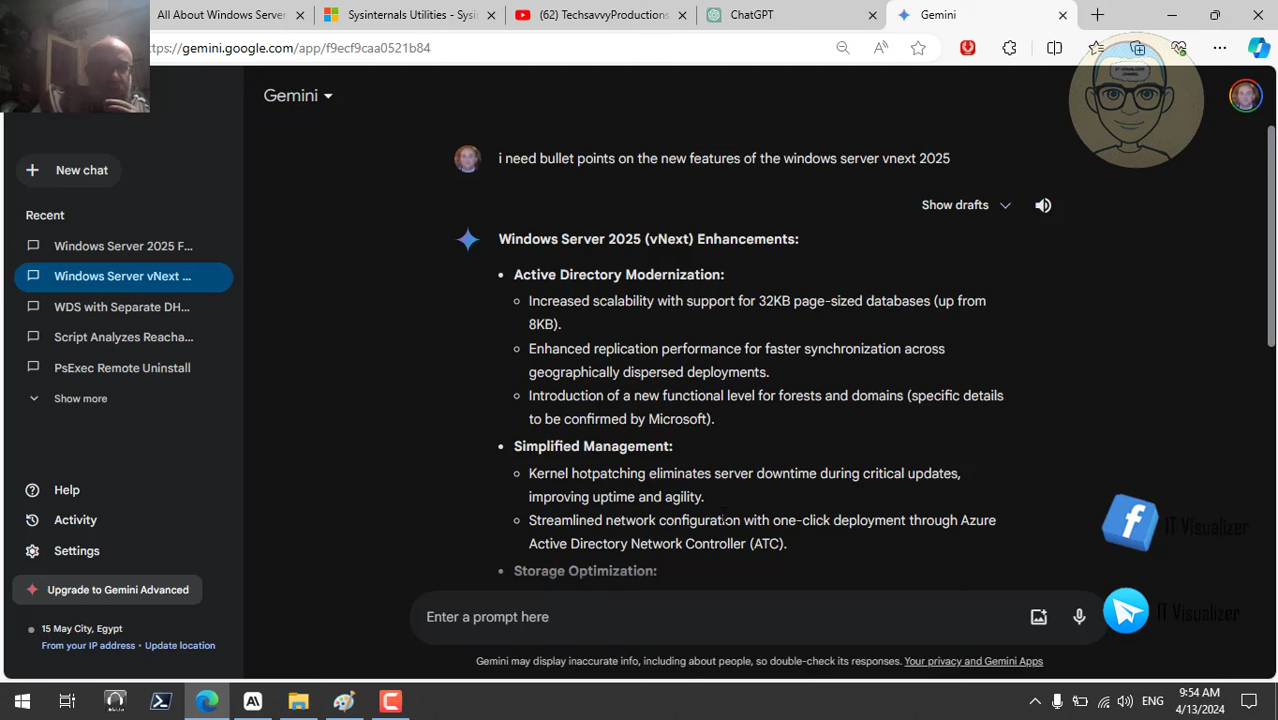 All About Windows Server
Sysinternals Utilities - Sysi
(62) TechsavvyProductions
ChatGPT
Gemini
ttps://gemini.google.com/app/f9ecf9caa0521b84
IT VISUALIZER
CHANNEL
Gemini
New chat
Recent
Windows Server 2025 F...
Windows Server vNext ...
WDS with Separate DH...
Script Analyzes Reacha...
PsExec Remote Uninstall
Show more
Help
Activity
Settings
Upgrade to Gemini Advanced
15 May City, Egypt
From your IP address • Update location
i need bullet points on the new features of the windows server vnext 2025
Show drafts
Windows Server 2025 (vNext) Enhancements:
• Active Directory Modernization:
Increased scalability with support for 32KB page-sized databases (up from
8KB).
Enhanced replication performance for faster synchronization across
geographically dispersed deployments.
Introduction of a new functional level for forests and domains (specific details
to be confirmed by Microsoft).
• Simplified Management:
Kernel hotpatching eliminates server downtime during critical updates,
improving uptime and agility.
Streamlined network configuration with one-click deployment through Azure
Active Directory Network Controller (ATC).
• Storage Optimization:
Enter a prompt here
Gemini may display inaccurate info, including about people, so double-check its responses. Your privacy and Gemini Apps
IT Visualizer
IT Visualizer
ENG
9:54 AM
4/13/2024